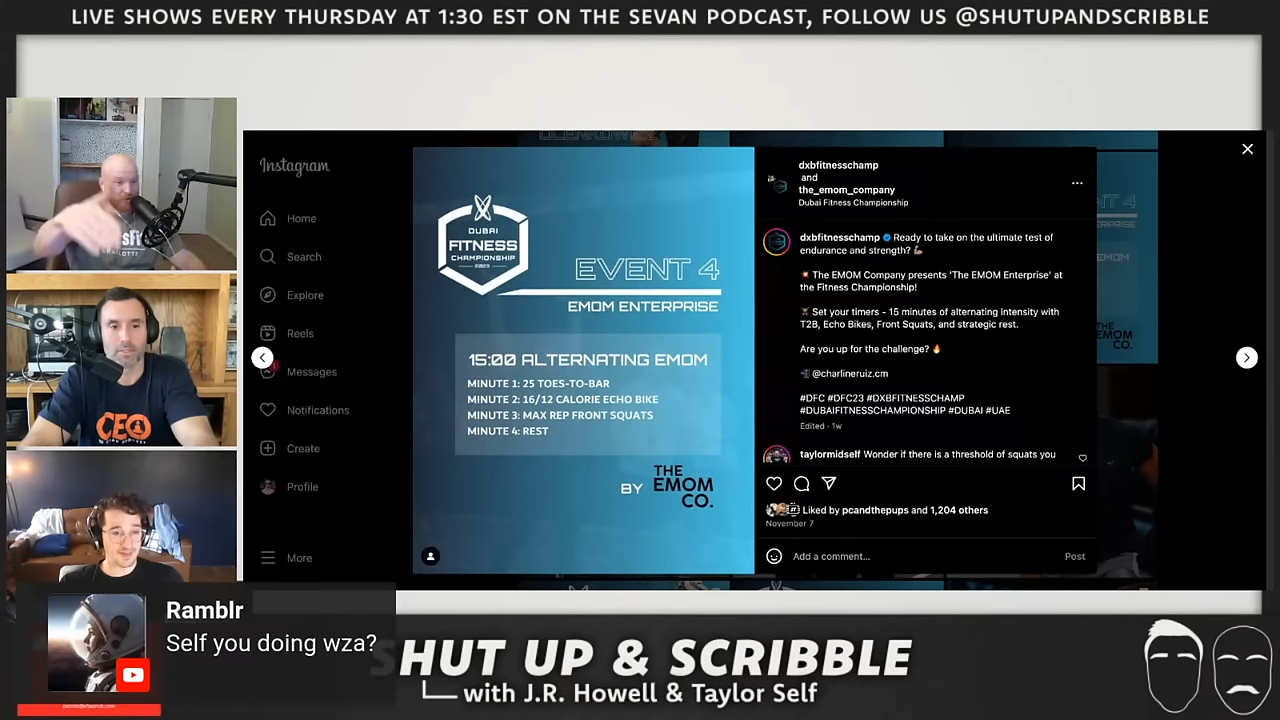 LIVE SHOWS EVERY THURSDAY AT 1:30 EST ON THE SEVAN PODCAST, FOLLOW US @SHUTUPANDSCRIBBLE
Instagram
Home
Search
Explore
Reels
Messages
Notifications
Create
Profile
More
DUBAI
FITNESS
CHAMPIONSHIP
2023
EVENT 4
EMOM ENTERPRISE
15:00 ALTERNATING EMOM
MINUTE 1: 25 TOES-TO-BAR
MINUTE 2: 16/12 CALORIE ECHO BIKE
MINUTE 3: MAX REP FRONT SQUATS
MINUTE 4: REST
BY THE
EMOM
CO.
dxbfitnesschamp
and
the_emom_company
Dubai Fitness Championship
dxbfitnesschamp Ready to take on the ultimate test of
endurance and strength? 💪🏼
💥 The EMOM Company presents 'The EMOM Enterprise' at
the Fitness Championship!
🏋️ Set your timers - 15 minutes of alternating intensity with
T2B, Echo Bikes, Front Squats, and strategic rest.
Are you up for the challenge? 🔥
📹 @charlineruiz.cm
#DFC #DFC23 #DXBFITNESSCHAMP
#DUBAIFITNESSCHAMPIONSHIP #DUBAI #UAE
Edited · 1w
taylormidself Wonder if there is a threshold of squats you
Liked by pcandthepups and 1,204 others
November 7
Add a comment...
Post
CEO
Ramblr
Self you doing wza?
SHUT UP & SCRIBBLE
with J.R. Howell & Taylor Self